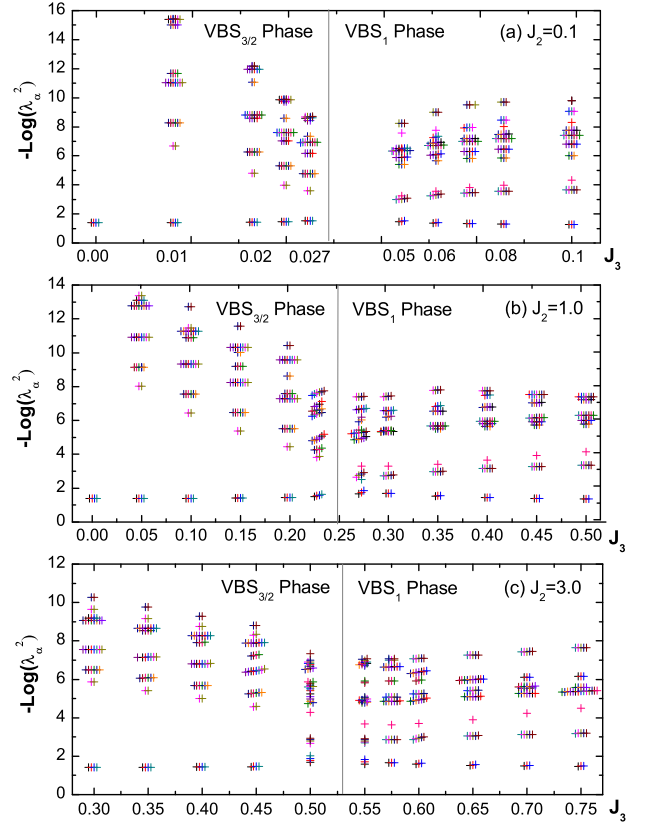 VBS3/2 Phase VBS1 Phase (a) J2=0.1
-Log(λα2)
16
14
12
10
8
6
4
2
0
0.00 0.01 0.02 0.027 0.04 0.06 0.08 0.1 J3
VBS3/2 Phase VBS1 Phase (b) J2=1.0
-Log(λα2)
14
12
10
8
6
4
2
0
0.00 0.05 0.10 0.15 0.20 0.25 0.30 0.35 0.40 0.45 0.50 J3
VBS3/2 Phase VBS1 Phase (c) J2=3.0
-Log(λα2)
12
10
8
6
4
2
0
0.30 0.35 0.40 0.45 0.50 0.55 0.60 0.65 0.70 0.75 J3